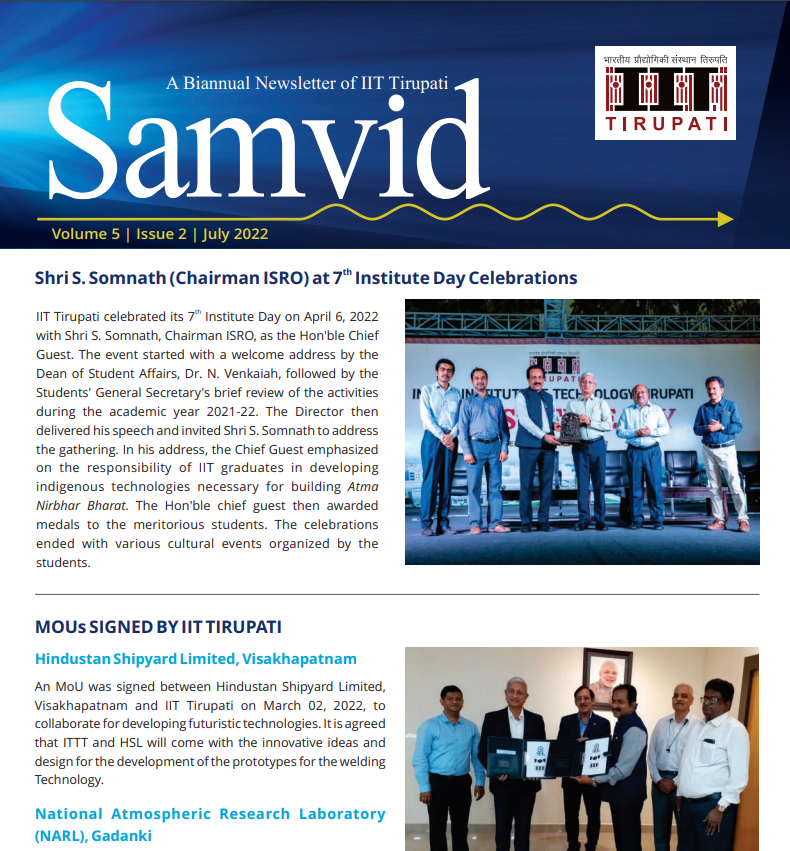 A Biannual Newsletter of IIT Tirupati
Samvid
भारतीय प्रौद्योगिकी संस्थान तिरुपति
TIRUPATI
Volume 5 | Issue 2 | July 2022
Shri S. Somnath (Chairman ISRO) at 7th Institute Day Celebrations
IIT Tirupati celebrated its 7th Institute Day on April 6, 2022
with Shri S. Somnath, Chairman ISRO, as the Hon'ble Chief
Guest. The event started with a welcome address by the
Dean of Student Affairs, Dr. N. Venkaiah, followed by the
Students' General Secretary's brief review of the activities
during the academic year 2021-22. The Director then
delivered his speech and invited Shri S. Somnath to address
the gathering. In his address, the Chief Guest emphasized
on the responsibility of IIT graduates in developing
indigenous technologies necessary for building Atma
Nirbhar Bharat. The Hon'ble chief guest then awarded
medals to the meritorious students. The celebrations
ended with various cultural events organized by the
students.
TIRUPATI
INSTITUTE
TECHNOLOGY TIRUPATI
MOUs SIGNED BY IIT TIRUPATI
Hindustan Shipyard Limited, Visakhapatnam
An MoU was signed between Hindustan Shipyard Limited,
Visakhapatnam and IIT Tirupati on March 02, 2022, to
collaborate for developing futuristic technologies. It is agreed
that ITTT and HSL will come with the innovative ideas and
design for the development of the prototypes for the welding
Technology.
National Atmospheric Research Laboratory
(NARL), Gadanki